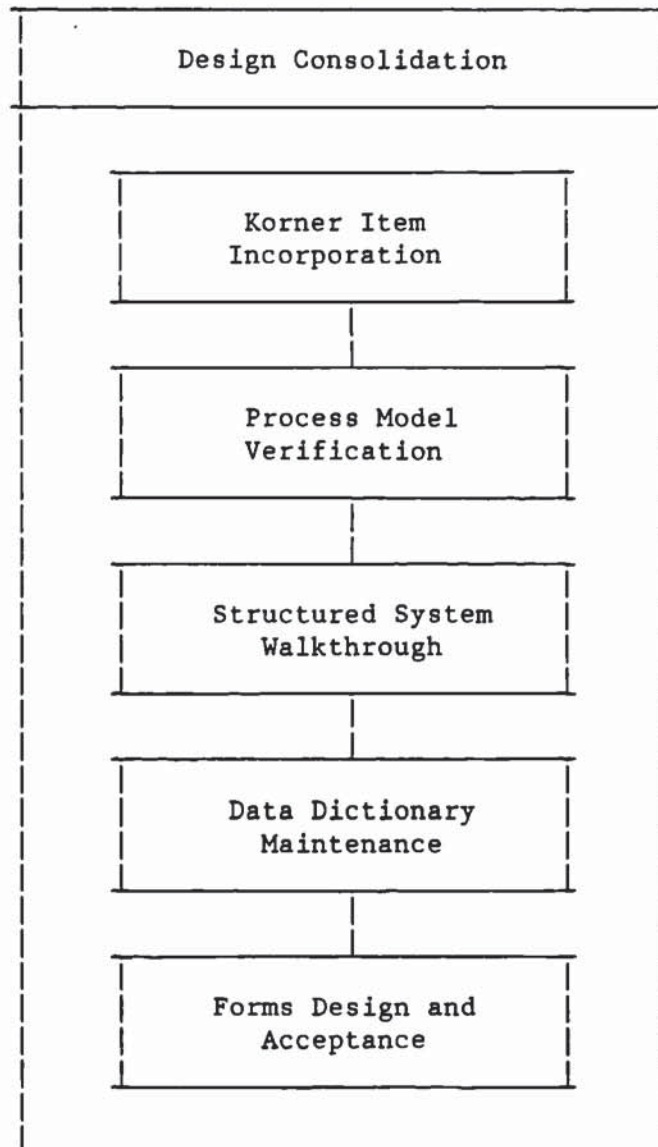 Design Consolidation
Korner Item
Incorporation
Process Model
Verification
Structured System
Walkthrough
Data Dictionary
Maintenance
Forms Design and
Acceptance